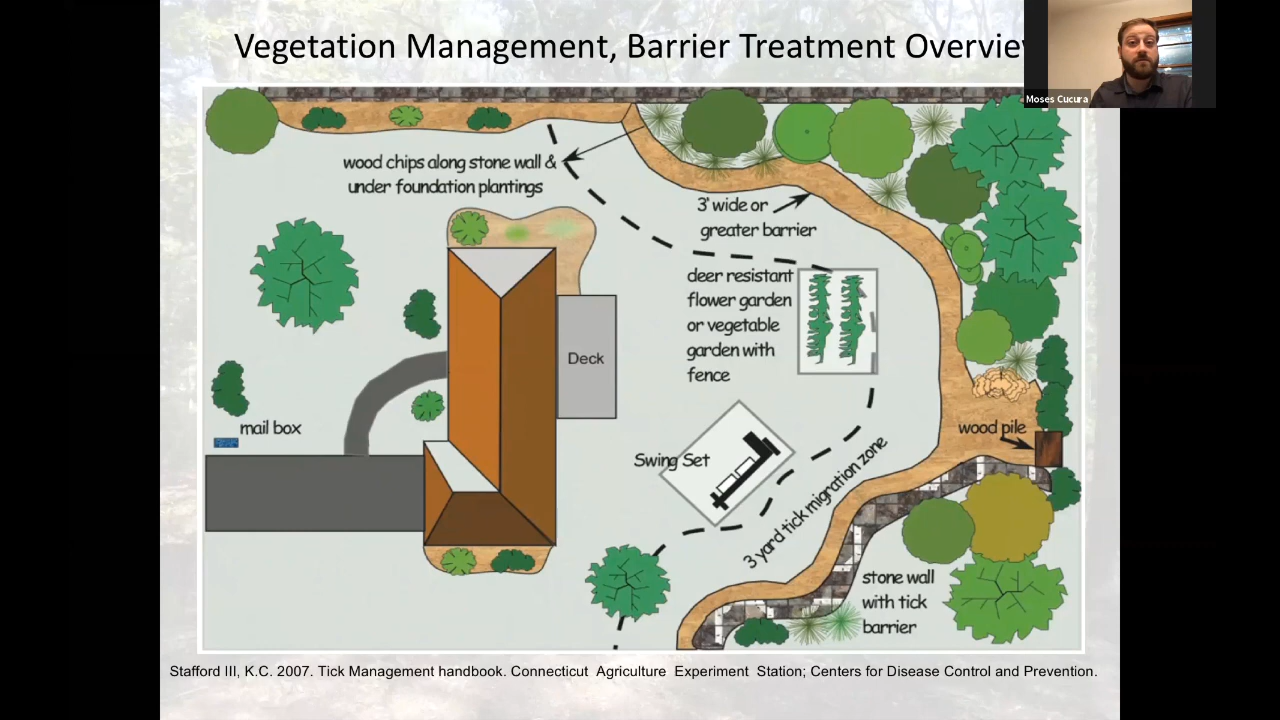 Vegetation Management, Barrier Treatment Overview
Moses Cucura
wood chips along stone wall &
under foundation plantings
3' wide or
greater barrier
deer resistant
flower garden
or vegetable
garden with
fence
Deck
mail box
wood pile
Swing Set
3 yard tick migration zone
stone wall
with tick
barrier
Stafford III, K.C. 2007. Tick Management handbook. Connecticut Agriculture Experiment Station; Centers for Disease Control and Prevention.